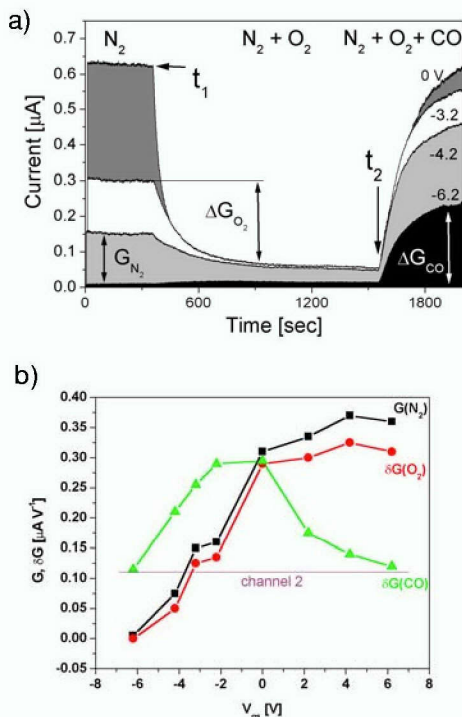 a)
N₂ N₂ + O₂ N₂ + O₂ + CO
Current [μA]
0.7
0.6
0.5
0.4
0.3
0.2
0.1
0.0
t₁
t₂
0 V
-3.2
-4.2
-6.2
G_N₂
ΔG_O₂
ΔG_CO
0 600 1200 1800
Time [sec]
b)
G, δG [μA V⁻¹]
0.40
0.35
0.30
0.25
0.20
0.15
0.10
0.05
0.00
-0.05
G(N₂)
δG(O₂)
δG(CO)
channel 2
-8 -6 -4 -2 0 2 4 6 8
[V]